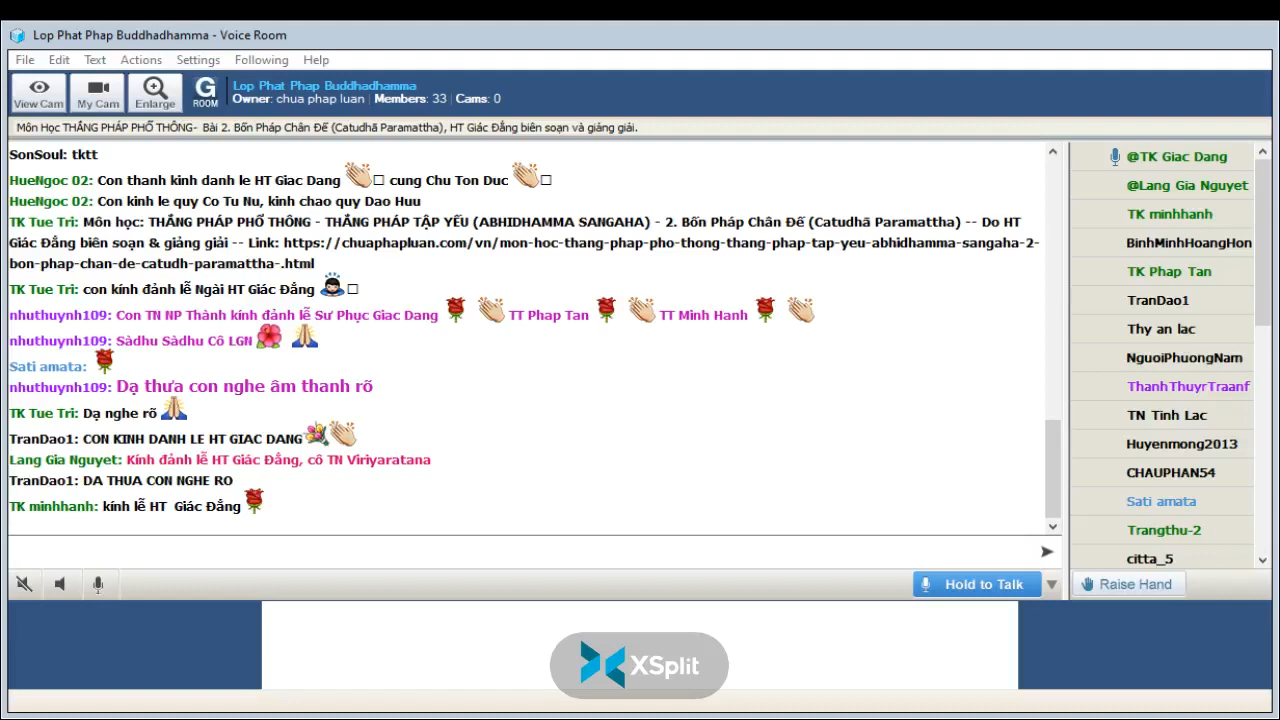 Lop Phat Phap Buddhadhamma - Voice Room
File Edit Text Actions Settings Following Help
View Cam My Cam Enlarge G ROOM
Lop Phat Phap Buddhadhamma
Owner: chua phap luan | Members: 33 | Cams: 0
Môn Học THẮNG PHÁP PHỔ THÔNG- Bài 2. Bốn Pháp Chân Đế (Catudhā Paramattha), HT Giác Đẳng biên soạn và giảng giải.
SonSoul: tktt
HueNgoc 02: Con thanh kinh danh le HT Giac Dang 👏□ cung Chu Ton Duc 👏□
HueNgoc 02: Con kinh le quy Co Tu Nu, kinh chao quy Dao Huu
TK Tue Tri: Môn học: THẮNG PHÁP PHỔ THÔNG - THẮNG PHÁP TẬP YẾU (ABHIDHAMMA SANGAHA) - 2. Bốn Pháp Chân Đế (Catudhā Paramattha) -- Do HT
Giác Đẳng biên soạn & giảng giải -- Link: https://chuaphapluan.com/vn/mon-hoc-thang-phap-pho-thong-thang-phap-tap-yeu-abhidhamma-sangaha-2-
bon-phap-chan-de-catudh-paramattha-.html
TK Tue Tri: con kính đảnh lễ Ngài HT Giác Đẳng 🙇□
nhuthuynh109: Con TN NP Thành kính đảnh lễ Sư Phục Giac Dang 🌹 👏 TT Phap Tan 🌹 👏 TT Minh Hanh 🌹 👏
nhuthuynh109: Sàdhu Sàdhu Cô LGN 🌺 🙏
Sati amata: 🌹
nhuthuynh109: Dạ thưa con nghe âm thanh rõ
TK Tue Tri: Dạ nghe rõ 🙏
TranDao1: CON KINH DANH LE HT GIAC DANG 💐👏
Lang Gia Nguyet: Kính đảnh lễ HT Giác Đẳng, cô TN Viriyaratana
TranDao1: DA THUA CON NGHE RO
TK minhhanh: kính lễ HT Giác Đẳng 🌹
@TK Giac Dang
@Lang Gia Nguyet
TK minhhanh
BinhMinhHoangHon
TK Phap Tan
TranDao1
Thy an lac
NguoiPhuongNam
ThanhThuyrTraanf
TN Tinh Lac
Huyenmong2013
CHAUPHAN54
Sati amata
Trangthu-2
citta_5
Hold to Talk
Raise Hand
XSplit